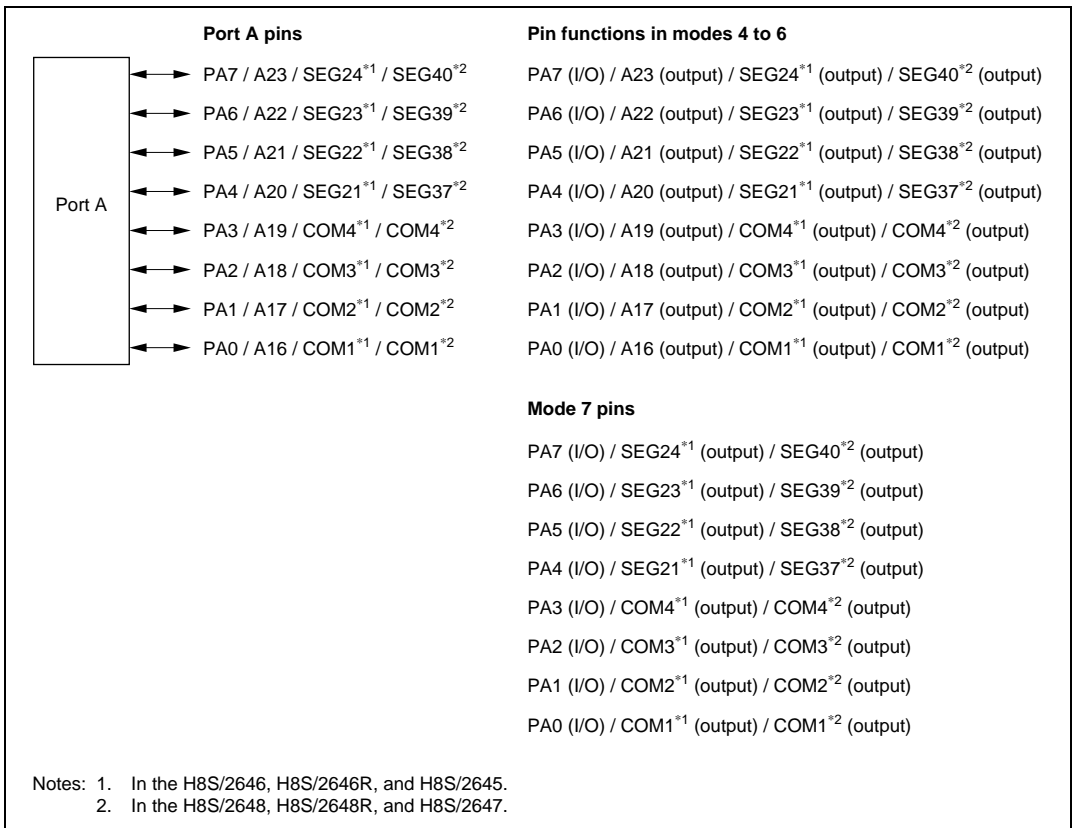 Port A pins Pin functions in modes 4 to 6
PA7 / A23 / SEG24*1 / SEG40*2 PA7 (I/O) / A23 (output) / SEG24*1 (output) / SEG40*2 (output)
PA6 / A22 / SEG23*1 / SEG39*2 PA6 (I/O) / A22 (output) / SEG23*1 (output) / SEG39*2 (output)
PA5 / A21 / SEG22*1 / SEG38*2 PA5 (I/O) / A21 (output) / SEG22*1 (output) / SEG38*2 (output)
PA4 / A20 / SEG21*1 / SEG37*2 PA4 (I/O) / A20 (output) / SEG21*1 (output) / SEG37*2 (output)
Port A
PA3 / A19 / COM4*1 / COM4*2 PA3 (I/O) / A19 (output) / COM4*1 (output) / COM4*2 (output)
PA2 / A18 / COM3*1 / COM3*2 PA2 (I/O) / A18 (output) / COM3*1 (output) / COM3*2 (output)
PA1 / A17 / COM2*1 / COM2*2 PA1 (I/O) / A17 (output) / COM2*1 (output) / COM2*2 (output)
PA0 / A16 / COM1*1 / COM1*2 PA0 (I/O) / A16 (output) / COM1*1 (output) / COM1*2 (output)
Mode 7 pins
PA7 (I/O) / SEG24*1 (output) / SEG40*2 (output)
PA6 (I/O) / SEG23*1 (output) / SEG39*2 (output)
PA5 (I/O) / SEG22*1 (output) / SEG38*2 (output)
PA4 (I/O) / SEG21*1 (output) / SEG37*2 (output)
PA3 (I/O) / COM4*1 (output) / COM4*2 (output)
PA2 (I/O) / COM3*1 (output) / COM3*2 (output)
PA1 (I/O) / COM2*1 (output) / COM2*2 (output)
PA0 (I/O) / COM1*1 (output) / COM1*2 (output)
Notes: 1. In the H8S/2646, H8S/2646R, and H8S/2645.
2. In the H8S/2648, H8S/2648R, and H8S/2647.